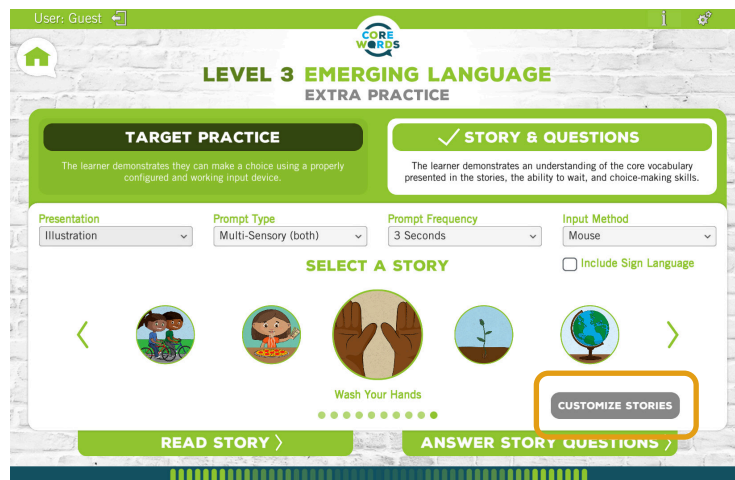 User: Guest
i
CORE
WORDS
LEVEL 3 EMERGING LANGUAGE
EXTRA PRACTICE
TARGET PRACTICE
The learner demonstrates they can make a choice using a properly
configured and working input device.
STORY & QUESTIONS
The learner demonstrates an understanding of the core vocabulary
presented in the stories, the ability to wait, and choice-making skills.
Presentation
Illustration
Prompt Type
Multi-Sensory (both)
Prompt Frequency
3 Seconds
Input Method
Mouse
SELECT A STORY
Include Sign Language
Wash Your Hands
CUSTOMIZE STORIES
READ STORY 〉
ANSWER STORY QUESTIONS 〉